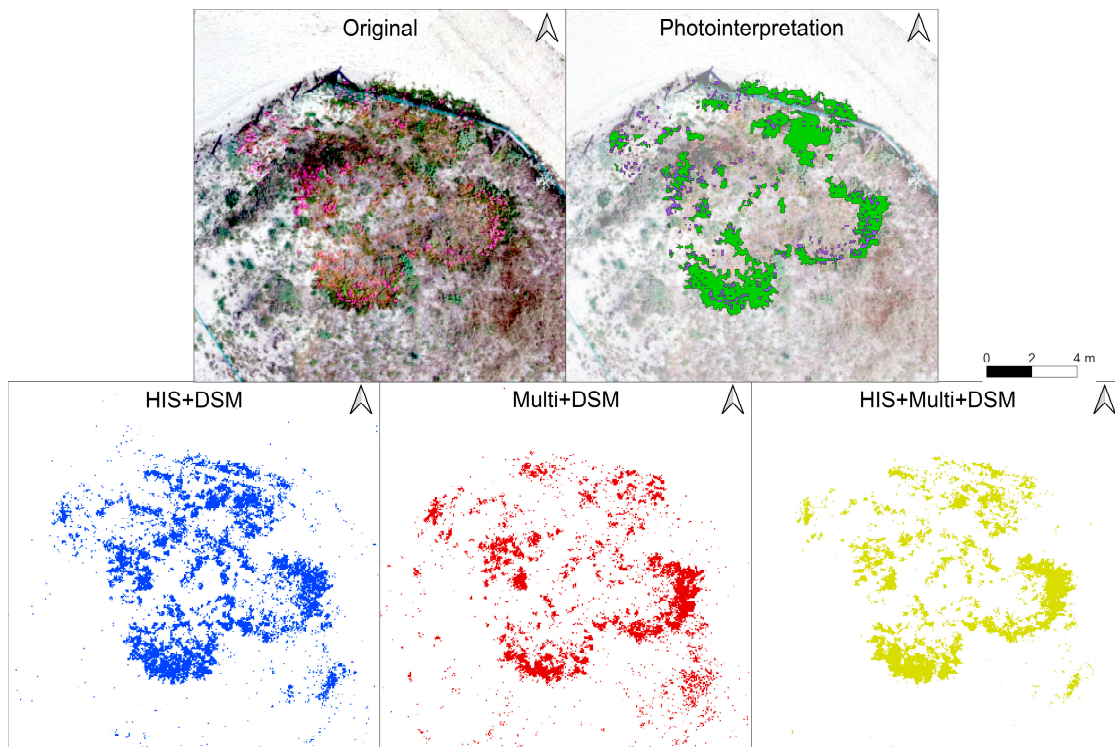 Original
Photointerpretation
0 2 4 m
HIS+DSM
Multi+DSM
HIS+Multi+DSM